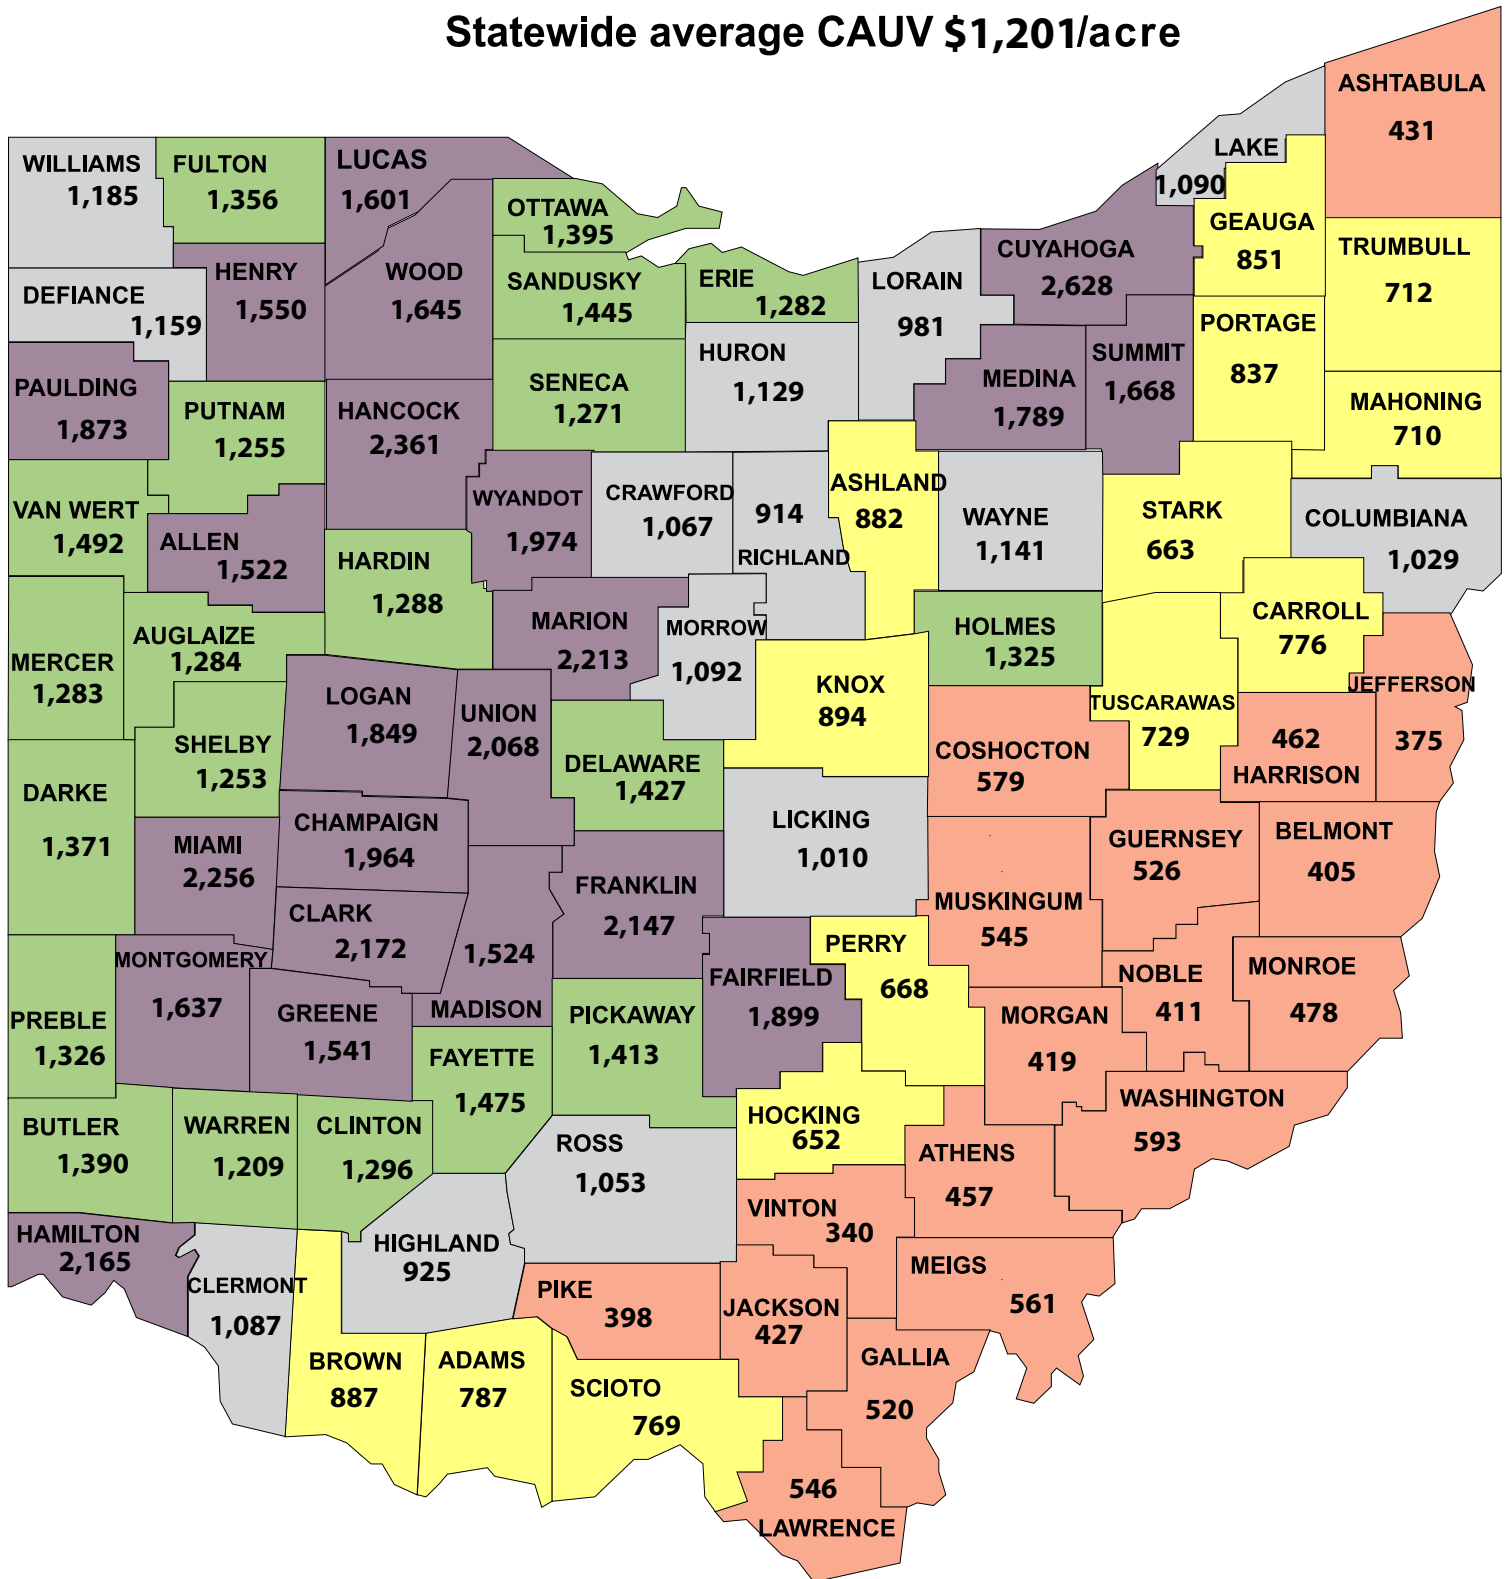 Statewide average CAUV $1,201/acre
ASHTABULA
431
LAKE
1,090
WILLIAMS
1,185
FULTON
1,356
LUCAS
1,601
OTTAWA
1,395
GEAUGA
851
TRUMBULL
712
CUYAHOGA
2,628
HENRY
1,550
WOOD
1,645
SANDUSKY
1,445
ERIE
1,282
LORAIN
981
DEFIANCE
1,159
PORTAGE
837
HURON
1,129
SUMMIT
1,668
MEDINA
1,789
SENECA
1,271
PAULDING
1,873
PUTNAM
1,255
HANCOCK
2,361
MAHONING
710
ASHLAND
882
WYANDOT
1,974
CRAWFORD
1,067
914
RICHLAND
WAYNE
1,141
STARK
663
COLUMBIANA
1,029
VAN WERT
1,492
ALLEN
1,522
HARDIN
1,288
MARION
2,213
MORROW
1,092
HOLMES
1,325
CARROLL
776
AUGLAIZE
1,284
MERCER
1,283
LOGAN
1,849
UNION
2,068
KNOX
894
TUSCARAWAS
729
JEFFERSON
375
462
HARRISON
COSHOCTON
579
SHELBY
1,253
DELAWARE
1,427
DARKE
1,371
CHAMPAIGN
1,964
LICKING
1,010
GUERNSEY
526
BELMONT
405
MIAMI
2,256
FRANKLIN
2,147
MUSKINGUM
545
CLARK
2,172
1,524
MADISON
PERRY
668
MONTGOMERY
1,637
FAIRFIELD
1,899
NOBLE
411
MONROE
478
PREBLE
1,326
GREENE
1,541
PICKAWAY
1,413
MORGAN
419
FAYETTE
1,475
WASHINGTON
593
HOCKING
652
BUTLER
1,390
WARREN
1,209
CLINTON
1,296
ROSS
1,053
ATHENS
457
VINTON
340
HAMILTON
2,165
HIGHLAND
925
MEIGS
561
CLERMONT
1,087
PIKE
398
JACKSON
427
GALLIA
520
BROWN
887
ADAMS
787
SCIOTO
769
546
LAWRENCE